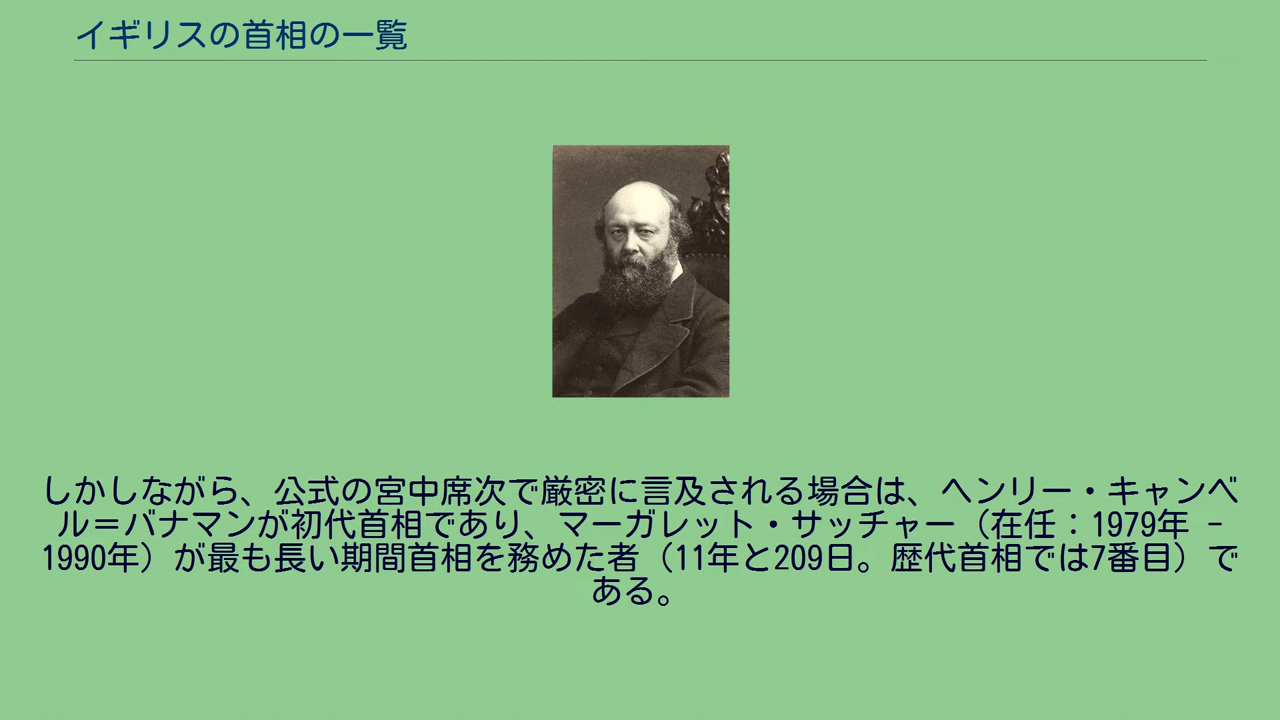 イギリスの首相の一覧
しかしながら、公式の宮中席次で厳密に言及される場合は、ヘンリー・キャンベ
ル＝バナマンが初代首相であり、マーガレット・サッチャー（在任：1979年 -
1990年）が最も長い期間首相を務めた者（11年と209日。歴代首相では7番目）で
ある。